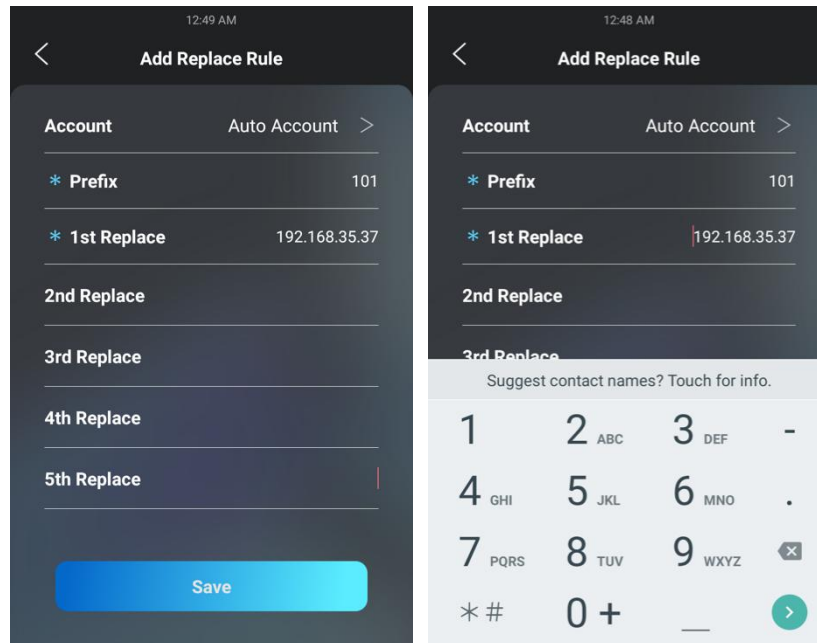 12:49 AM
Add Replace Rule
Account Auto Account >
* Prefix 101
* 1st Replace 192.168.35.37
2nd Replace
3rd Replace
4th Replace
5th Replace
Save
12:48 AM
Add Replace Rule
Account Auto Account >
* Prefix 101
* 1st Replace 192.168.35.37
2nd Replace
3rd Replace
Suggest contact names? Touch for info.
1 2 ABC 3 DEF -
4 GHI 5 JKL 6 MNO .
7 PQRS 8 TUV 9 WXYZ
*# 0 + _